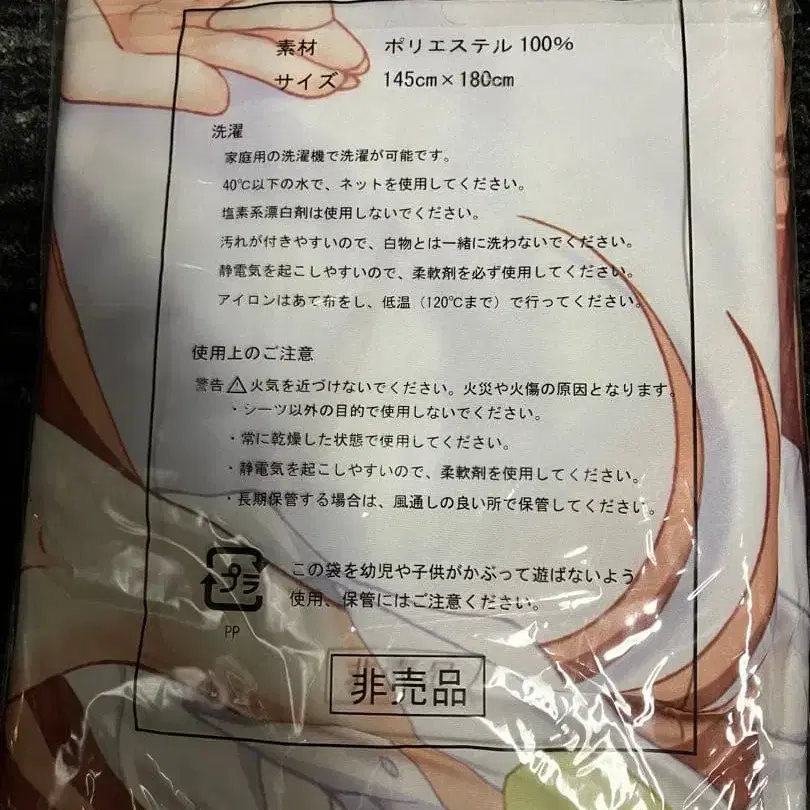 素材 ポリエステル 100%
サイズ 145cm×180cm
洗濯
家庭用の洗濯機で洗濯が可能です。
40℃以下の水で、ネットを使用してください。
塩素系漂白剤は使用しないでください。
汚れが付きやすいので、白物とは一緒に洗わないでください。
静電気を起こしやすいので、柔軟剤を必ず使用してください。
アイロンはあて布をし、低温（120℃まで）で行ってください。
使用上のご注意
警告⚠火気を近づけないでください。火災や火傷の原因となります。
・シーツ以外の目的で使用しないでください。
・常に乾燥した状態で使用してください。
・静電気を起こしやすいので、柔軟剤を使用してください。
・長期保管する場合は、風通しの良い所で保管してください。
プラ
PP
この袋を幼児や子供がかぶって遊ばないよう
使用、保管にはご注意ください。
非売品